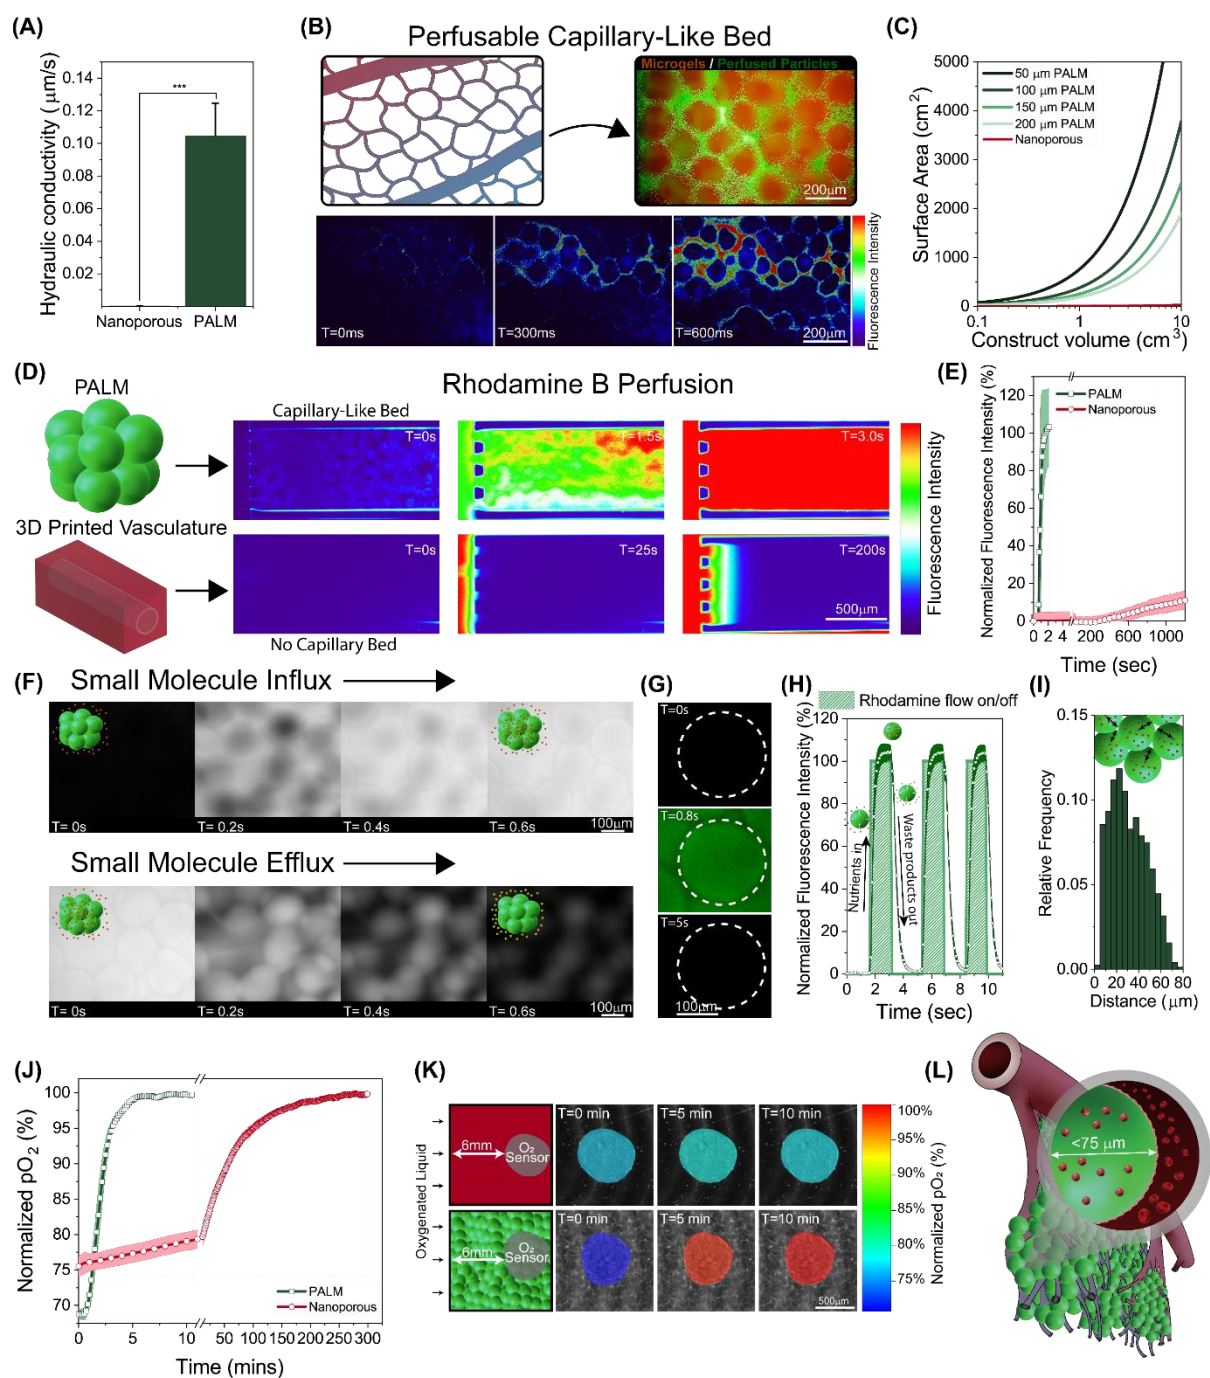 (A)
Hydraulic conductivity (µm/s)
0.14
0.12
0.10
0.08
0.06
0.04
0.02
***
Nanoporous
PALM
(B)
Perfusable Capillary-Like Bed
Microgels / Perfused Particles
200µm
T=0ms
T=300ms
T=600ms
200µm
Fluorescence Intensity
(C)
Surface Area (cm²)
5000
4000
3000
2000
1000
0
50 µm PALM
100 µm PALM
150 µm PALM
200 µm PALM
Nanoporous
0.1
1
10
Construct volume (cm³)
(D)
PALM
Rhodamine B Perfusion
Capillary-Like Bed
T=0s
T=1.5s
T=3.0s
3D Printed Vasculature
T=0s
T=25s
T=200s
500µm
No Capillary Bed
Fluorescence Intensity
(E)
Normalized Fluorescence Intensity (%)
120
100
80
60
40
20
0
PALM
Nanoporous
0 2 4 200 600 1000
Time (sec)
(F)
Small Molecule Influx
T= 0s
T= 0.2s
T= 0.4s
T= 0.6s
100µm
Small Molecule Efflux
T= 0s
T= 0.2s
T= 0.4s
T= 0.6s
100µm
(G)
T=0s
T=0.8s
T=5s
100µm
(H)
Rhodamine flow on/off
Normalized Fluorescence Intensity (%)
120
100
80
60
40
20
0
Nutrients in
Waste products out
0 2 4 6 8 10
Time (sec)
(I)
Relative Frequency
0.15
0.10
0.05
0.00
0 20 40 60 80
Distance (µm)
(J)
Normalized pO₂ (%)
100
95
90
85
80
75
70
PALM
Nanoporous
0 5 10 50 100 150 200 250 300
Time (mins)
(K)
Oxygenated Liquid
6mm
O₂
Sensor
T=0 min
T=5 min
T=10 min
6mm
O₂
Sensor
T=0 min
T=5 min
T=10 min
500µm
100%
95%
90%
85%
80%
75%
Normalized pO₂ (%)
(L)
<75 µm